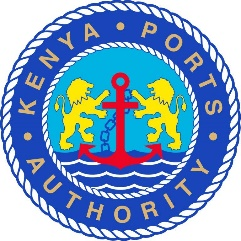 KENYA • PORTS
• AUTHORITY •